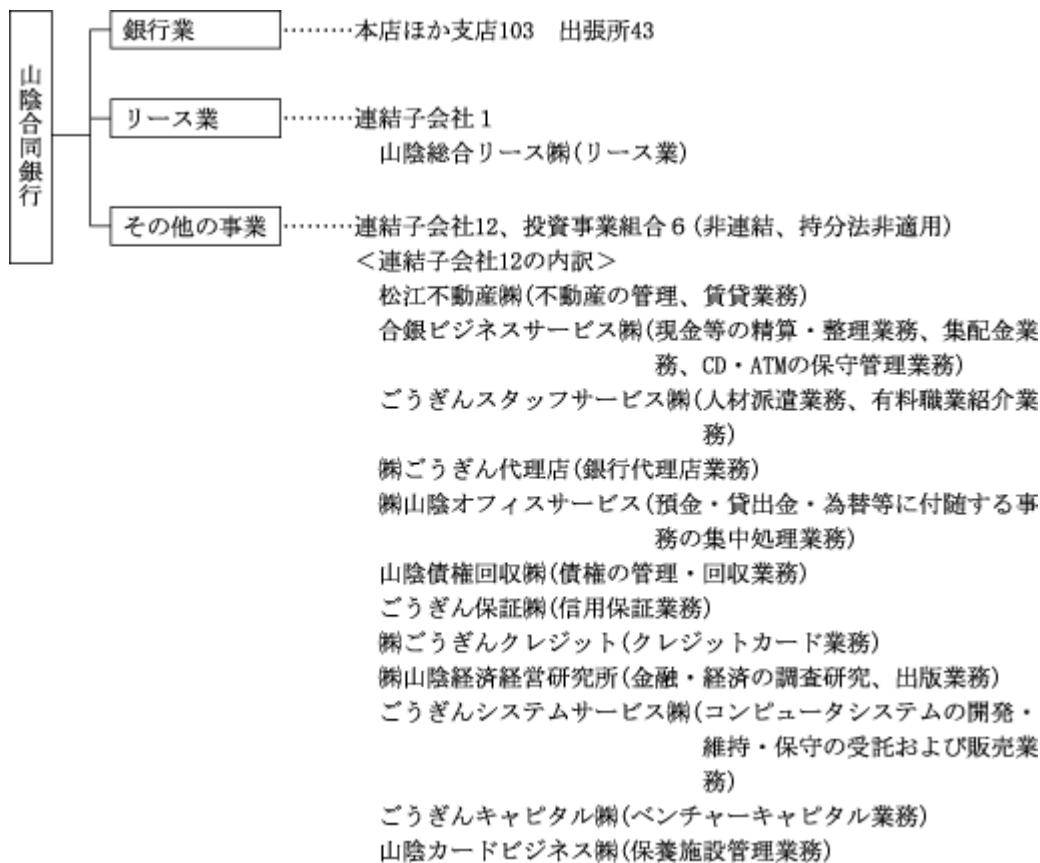 山陰合同銀行
銀行業………本店ほか支店103　出張所43
リース業………連結子会社１
山陰総合リース㈱(リース業)
その他の事業………連結子会社12、投資事業組合６(非連結、持分法非適用)
＜連結子会社12の内訳＞
松江不動産㈱(不動産の管理、賃貸業務)
合銀ビジネスサービス㈱(現金等の精算・整理業務、集配金業
務、CD・ATMの保守管理業務)
ごうぎんスタッフサービス㈱(人材派遣業務、有料職業紹介業
務)
㈱ごうぎん代理店(銀行代理店業務)
㈱山陰オフィスサービス(預金・貸出金・為替等に付随する事
務の集中処理業務)
山陰債権回収㈱(債権の管理・回収業務)
ごうぎん保証㈱(信用保証業務)
㈱ごうぎんクレジット(クレジットカード業務)
㈱山陰経済経営研究所(金融・経済の調査研究、出版業務)
ごうぎんシステムサービス㈱(コンピュータシステムの開発・
維持・保守の受託および販売業
務)
ごうぎんキャピタル㈱(ベンチャーキャピタル業務)
山陰カードビジネス㈱(保養施設管理業務)